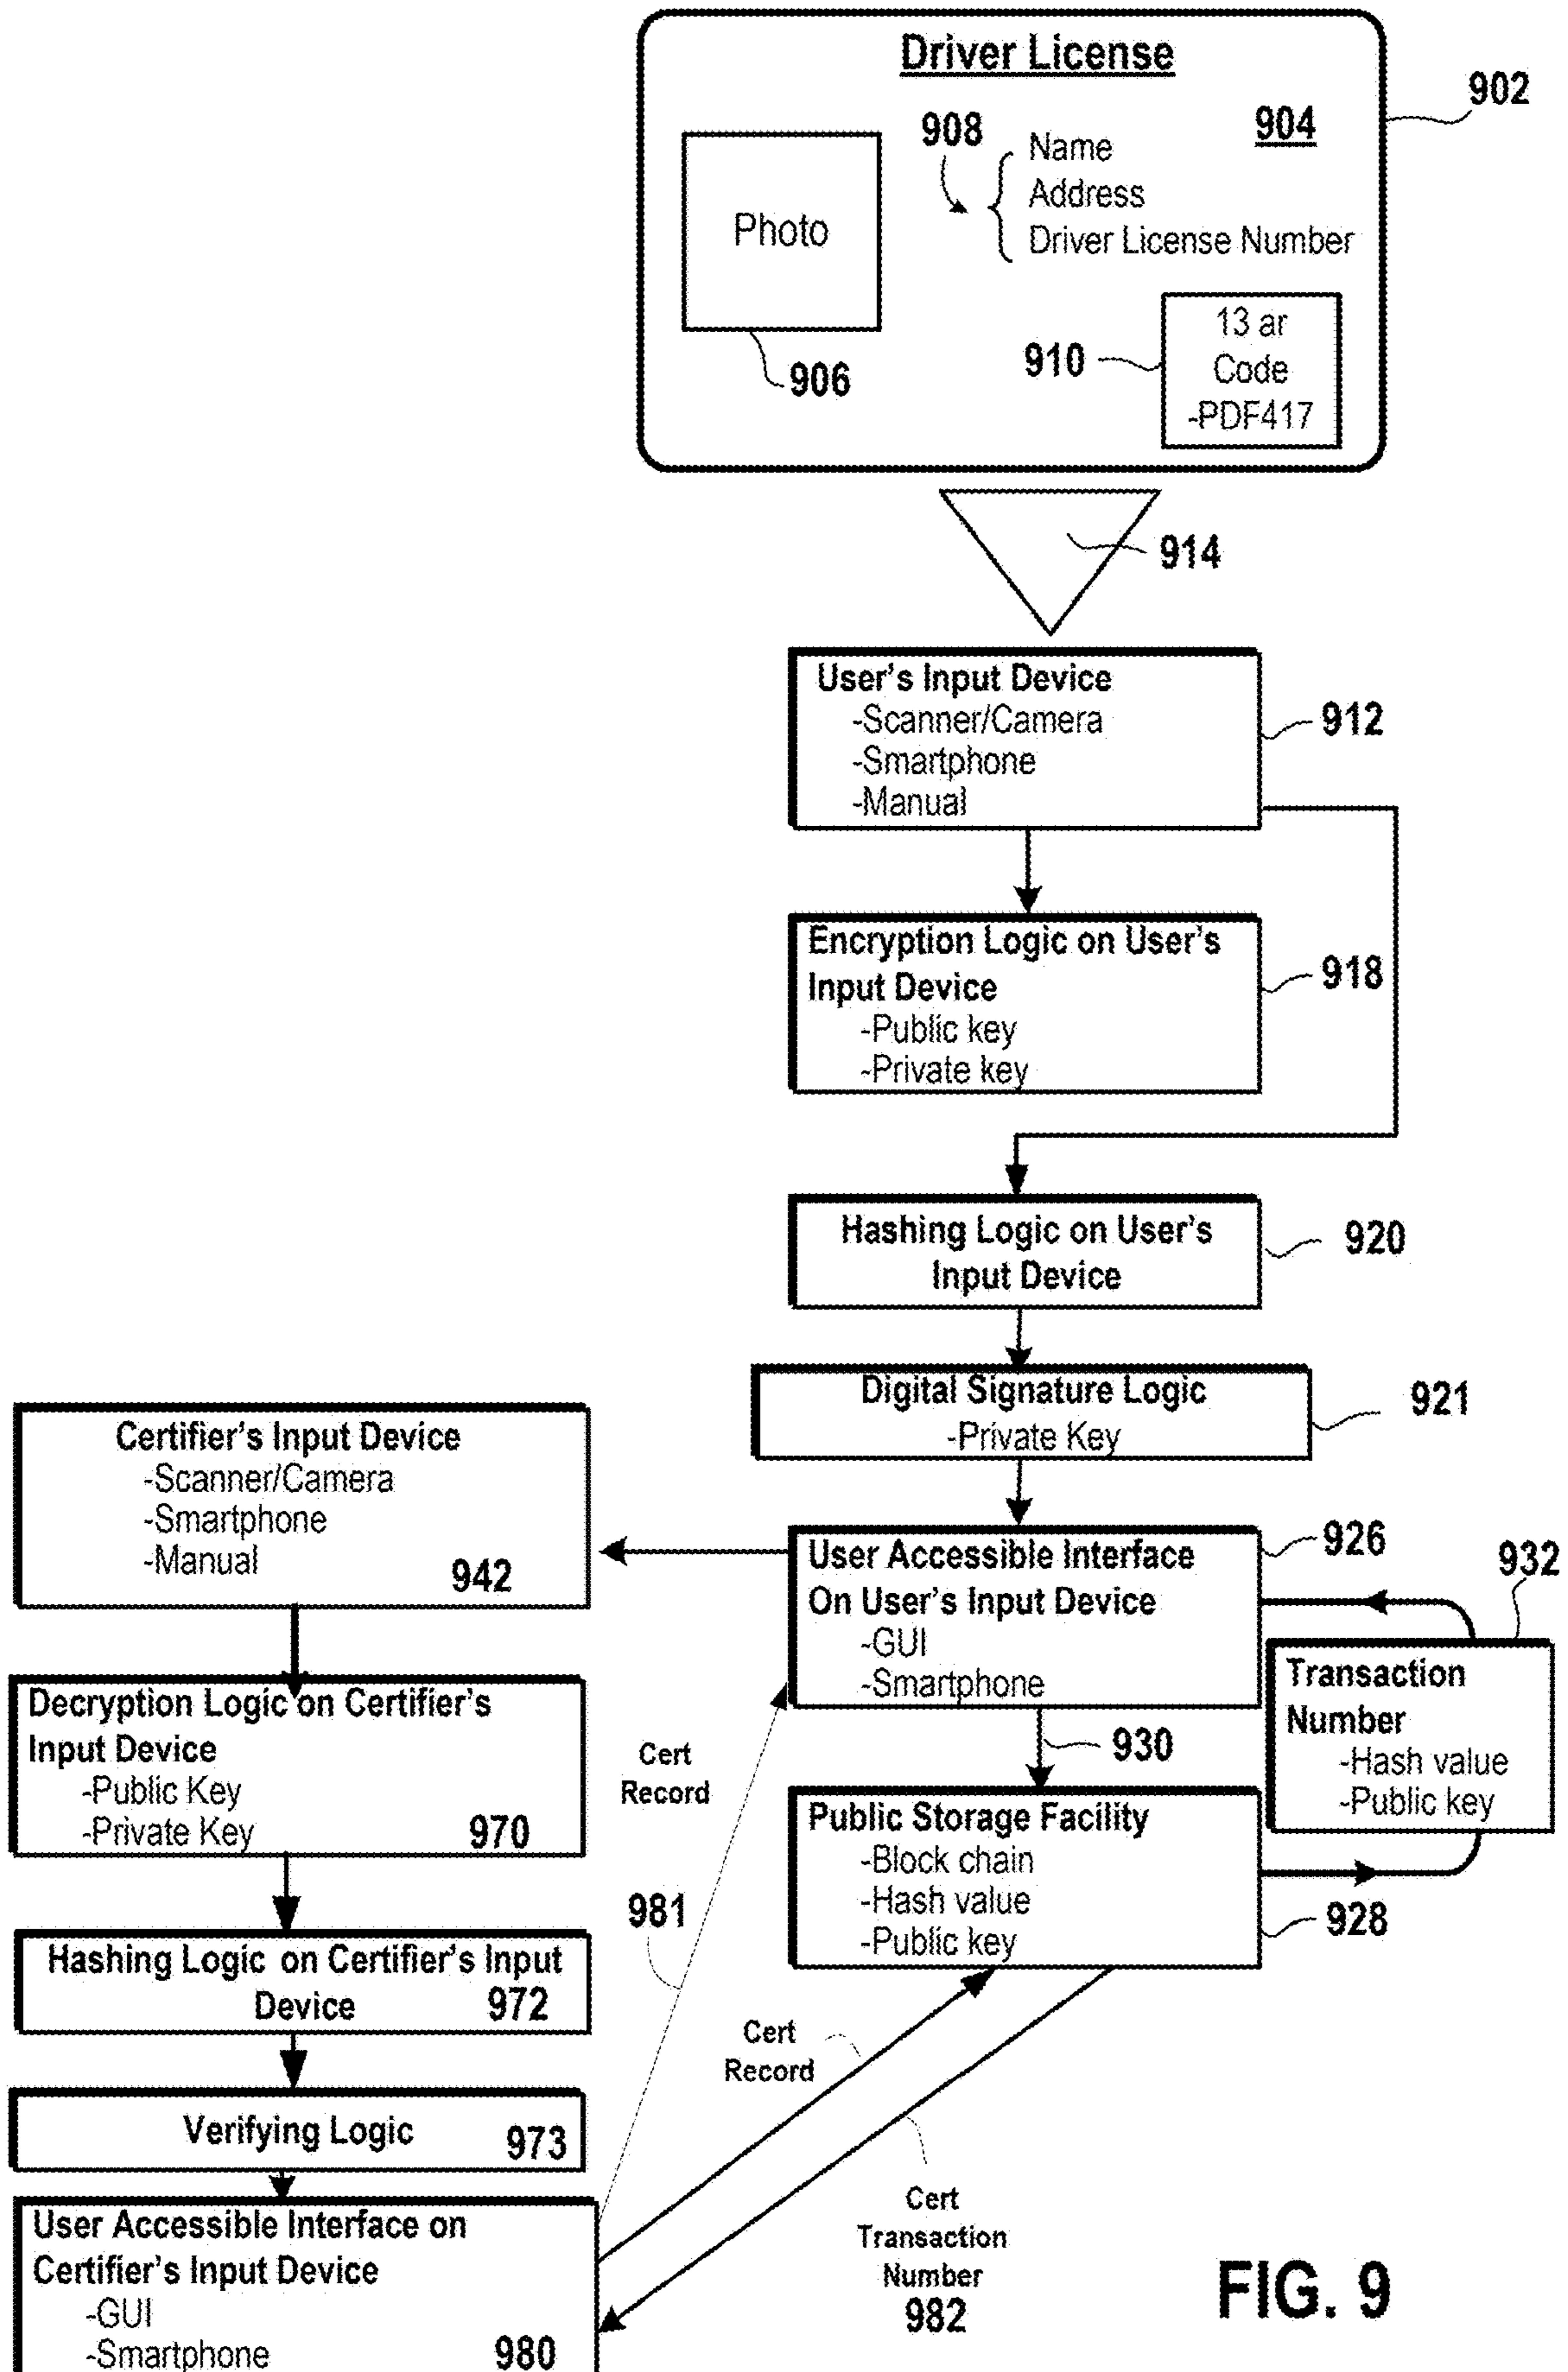 Driver License
902
904
908
Name
Address
Driver License Number
Photo
906
910
13 ar
Code
-PDF417
914
User's Input Device
-Scanner/Camera
-Smartphone
-Manual
912
Encryption Logic on User's
Input Device
-Public key
-Private key
918
Hashing Logic on User's
Input Device
920
Digital Signature Logic
-Private Key
921
Certifier's Input Device
-Scanner/Camera
-Smartphone
-Manual
942
User Accessible Interface
On User's Input Device
-GUI
-Smartphone
926
932
Transaction
Number
-Hash value
-Public key
930
Decryption Logic on Certifier's
Input Device
-Public Key
-Private Key
970
Cert
Record
981
Public Storage Facility
-Block chain
-Hash value
-Public key
928
Hashing Logic on Certifier's Input
Device
972
Cert
Record
Verifying Logic
973
User Accessible Interface on
Certifier's Input Device
-GUI
-Smartphone
980
Cert
Transaction
Number
982
FIG. 9